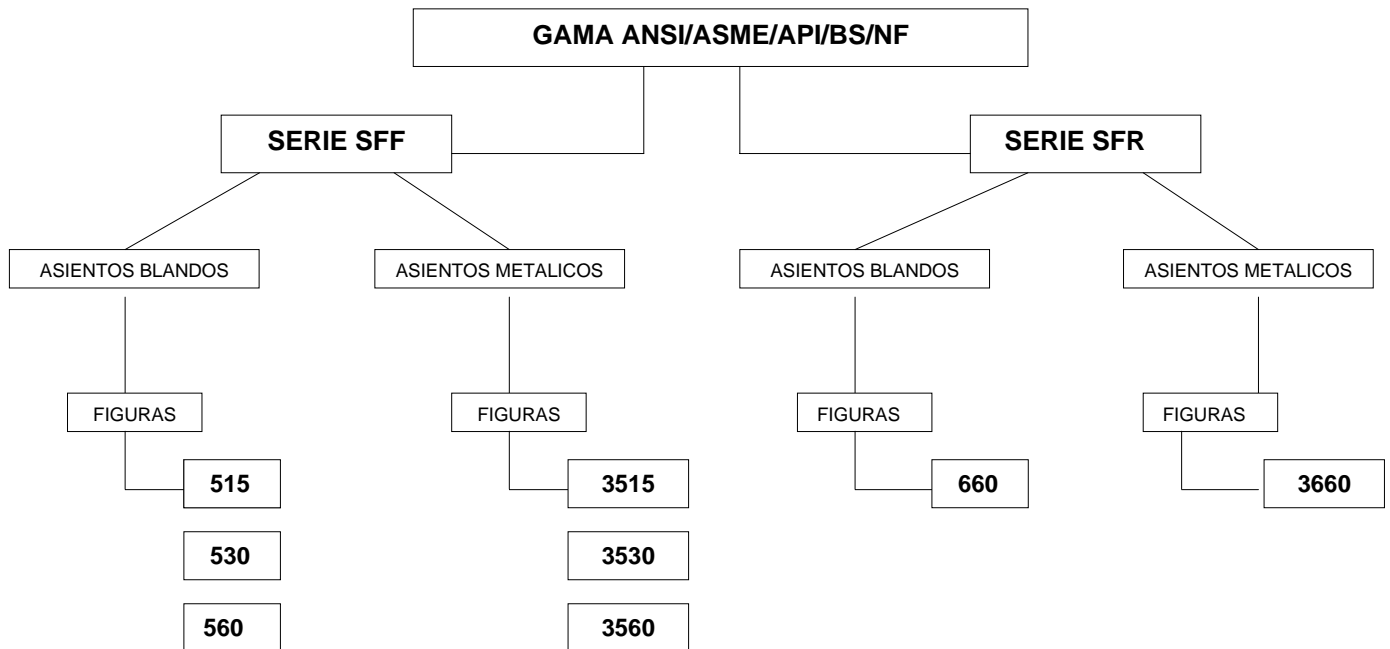 GAMA ANSI/ASME/API/BS/NF
SERIE SFF
SERIE SFR
ASIENTOS BLANDOS
ASIENTOS METALICOS
ASIENTOS BLANDOS
ASIENTOS METALICOS
FIGURAS
FIGURAS
FIGURAS
FIGURAS
515
3515
660
3660
530
3530
560
3560